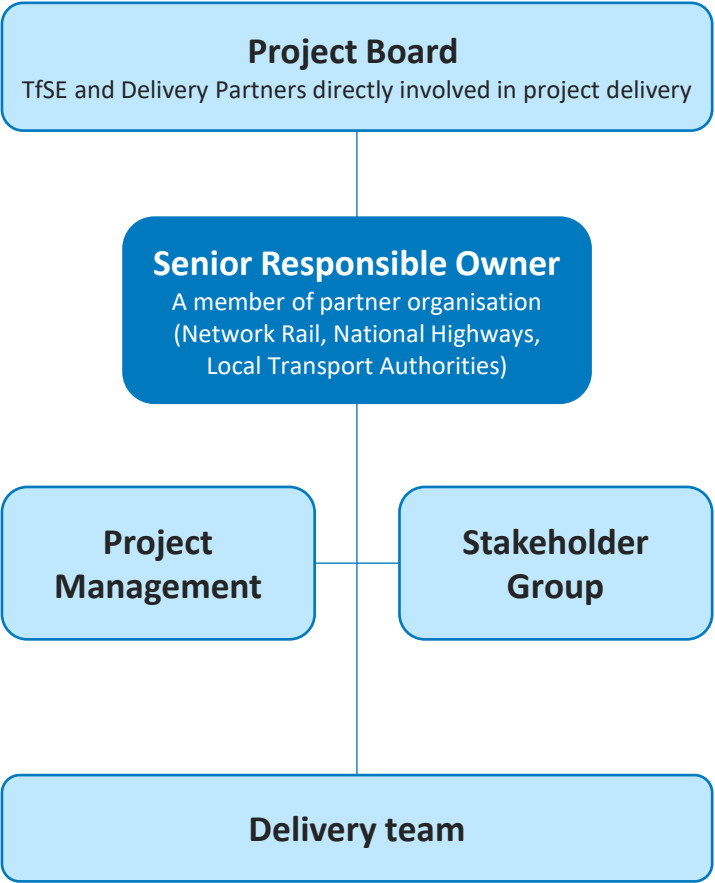 Project Board
TfSE and Delivery Partners directly involved in project delivery
Senior Responsible Owner
A member of partner organisation
(Network Rail, National Highways,
Local Transport Authorities)
Project
Management
Stakeholder
Group
Delivery team